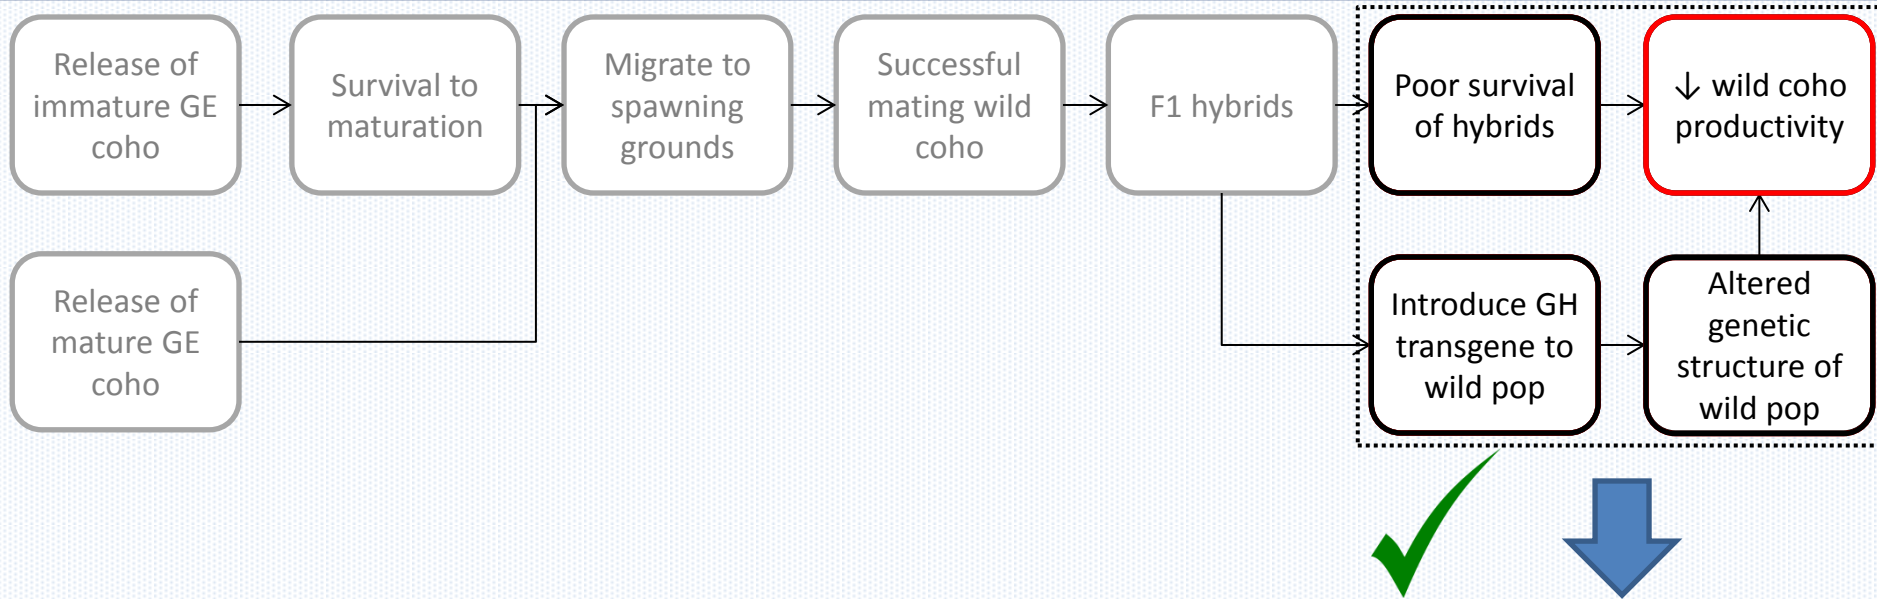 Release of
immature GE
coho
Survival to
maturation
Migrate to
spawning
grounds
Successful
mating wild
coho
F1 hybrids
Poor survival
of hybrids
↓ wild coho
productivity
Release of
mature GE
coho
Introduce GH
transgene to
wild pop
Altered
genetic
structure of
wild pop